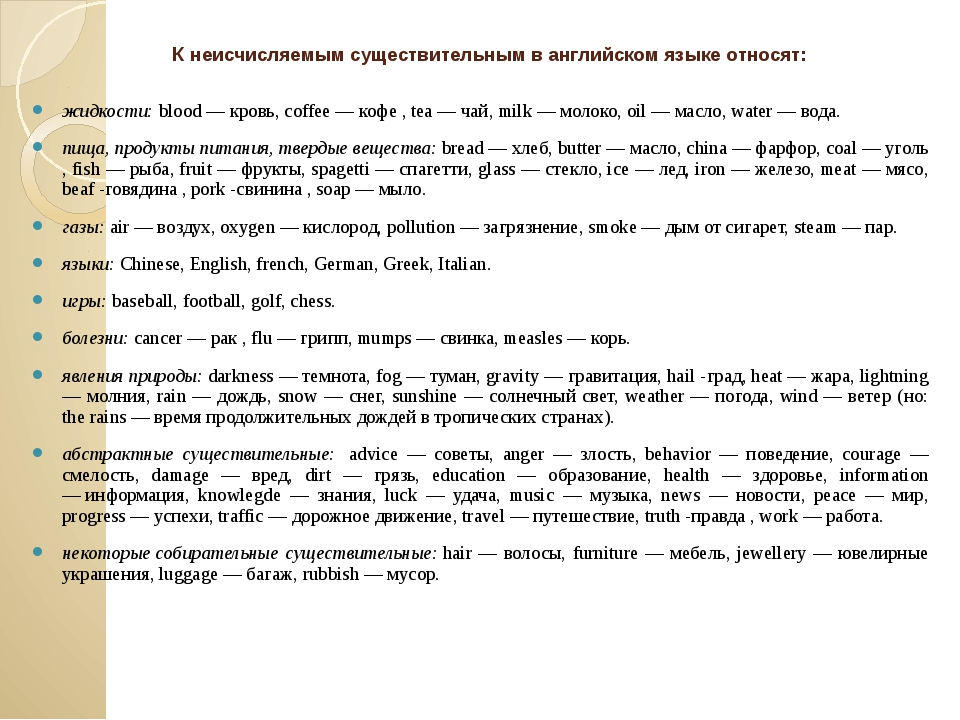 К неисчисляемым существительным в английском языке относят:
жидкости: blood — кровь, coffee — кофе , tea — чай, milk — молоко, oil — масло, water — вода.
пища, продукты питания, твердые вещества: bread — хлеб, butter — масло, china — фарфор, coal — уголь
, fish — рыба, fruit — фрукты, spagetti — спагетти, glass — стекло, ice — лед, iron — железо, meat — мясо,
beaf -говядина , pork -свинина , soap — мыло.
газы: air — воздух, oxygen — кислород, pollution — загрязнение, smoke — дым от сигарет, steam — пар.
языки: Chinese, English, french, German, Greek, Italian.
игры: baseball, football, golf, chess.
болезни: cancer — рак , flu — грипп, mumps — свинка, measles — корь.
явления природы: darkness — темнота, fog — туман, gravity — гравитация, hail -град, heat — жара, lightning
— молния, rain — дождь, snow — снег, sunshine — солнечный свет, weather — погода, wind — ветер (но:
the rains — время продолжительных дождей в тропических странах).
абстрактные существительные: advice — советы, anger — злость, behavior — поведение, courage —
смелость, damage — вред, dirt — грязь, education — образование, health — здоровье, information
— информация, knowlegde — знания, luck — удача, music — музыка, news — новости, peace — мир,
progress — успехи, traffic — дорожное движение, travel — путешествие, truth -правда , work — работа.
некоторые собирательные существительные: hair — волосы, furniture — мебель, jewellery — ювелирные
украшения, luggage — багаж, rubbish — мусор.